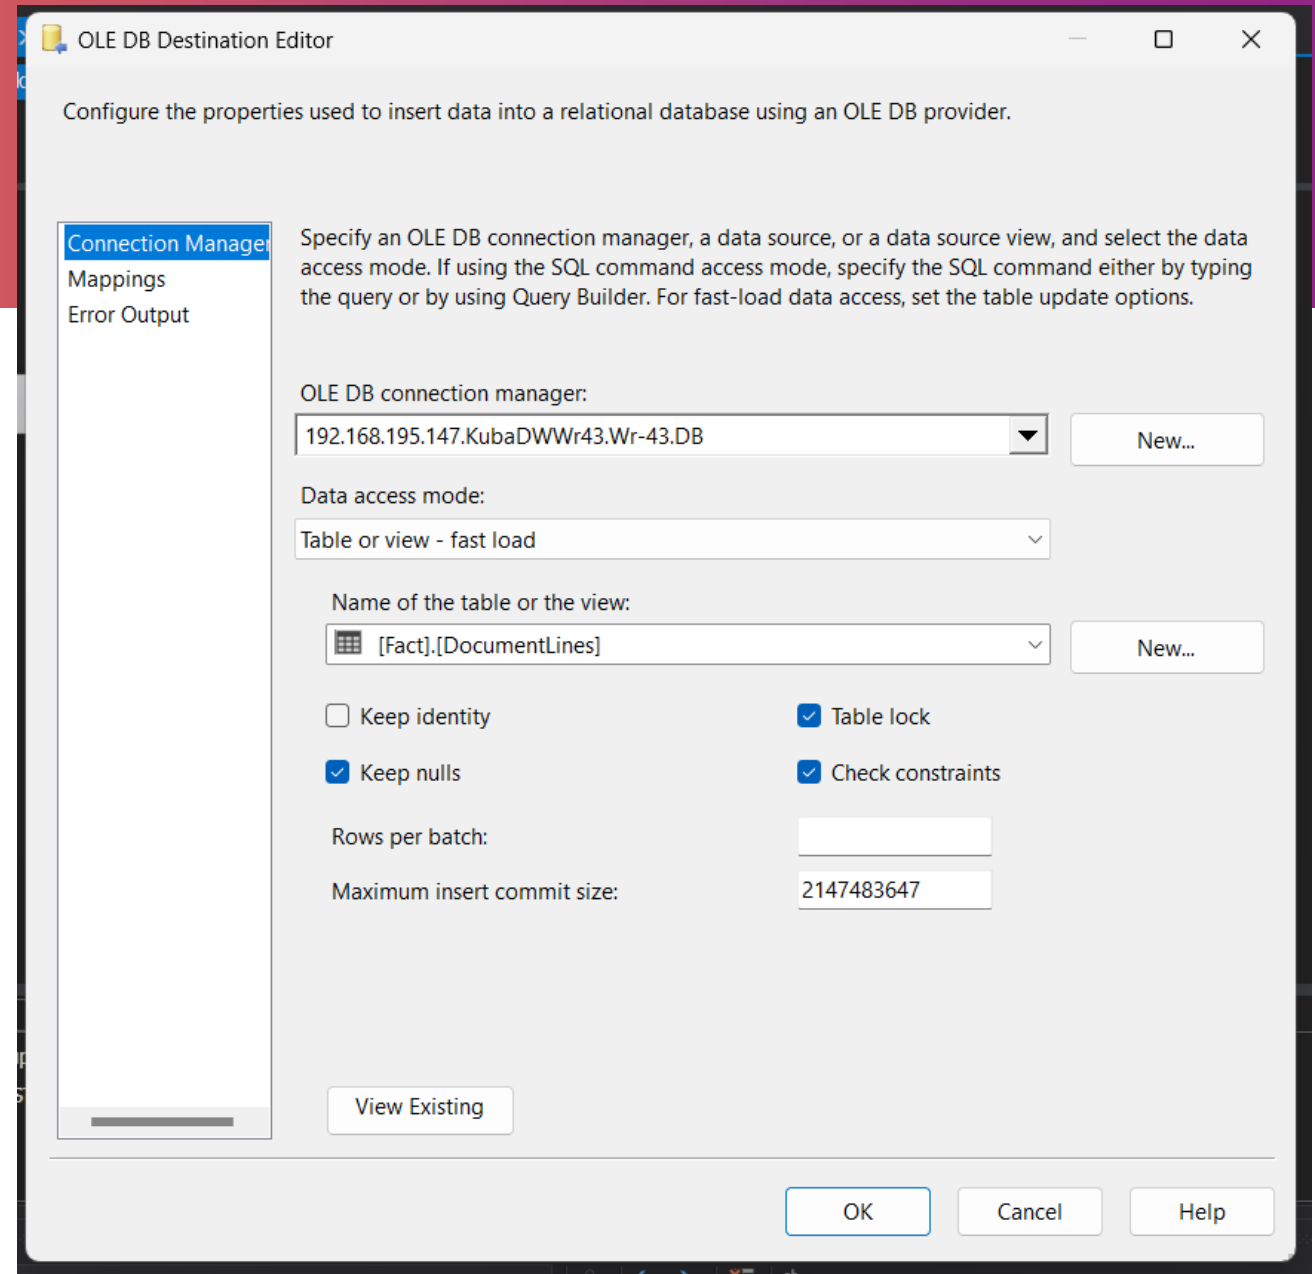 OLE DB Destination Editor
Configure the properties used to insert data into a relational database using an OLE DB provider.
Connection Manager
Mappings
Error Output
Specify an OLE DB connection manager, a data source, or a data source view, and select the data
access mode. If using the SQL command access mode, specify the SQL command either by typing
the query or by using Query Builder. For fast-load data access, set the table update options.
OLE DB connection manager:
192.168.195.147.KubaDWWr43.Wr-43.DB
New...
Data access mode:
Table or view - fast load
Name of the table or the view:
[Fact].[DocumentLines]
New...
Keep identity
Table lock
Keep nulls
Check constraints
Rows per batch:
Maximum insert commit size:
2147483647
View Existing
OK
Cancel
Help